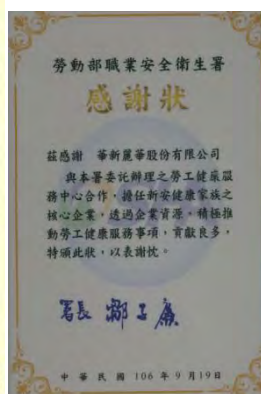 勞動部職業安全衛生署
感謝狀
茲感謝 華新麗華股份有限公司
與本署委託辦理之勞工健康服
務中心合作，擔任新安健康家族之
核心企業，透過企業資源，積極推
動勞工健康服務事項，貢獻良多，
特頒此狀，以表謝忱。
署長 鄒子廉
中華民國 106 年 9 月 19 日